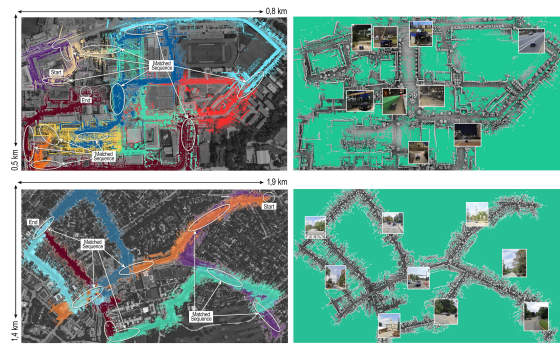 0,8 km
0,5 km
Start
Matched
Sequence
End
Matched
Sequence
1,9 km
1,4 km
End
Start
Matched
Sequence
Matched
Sequence